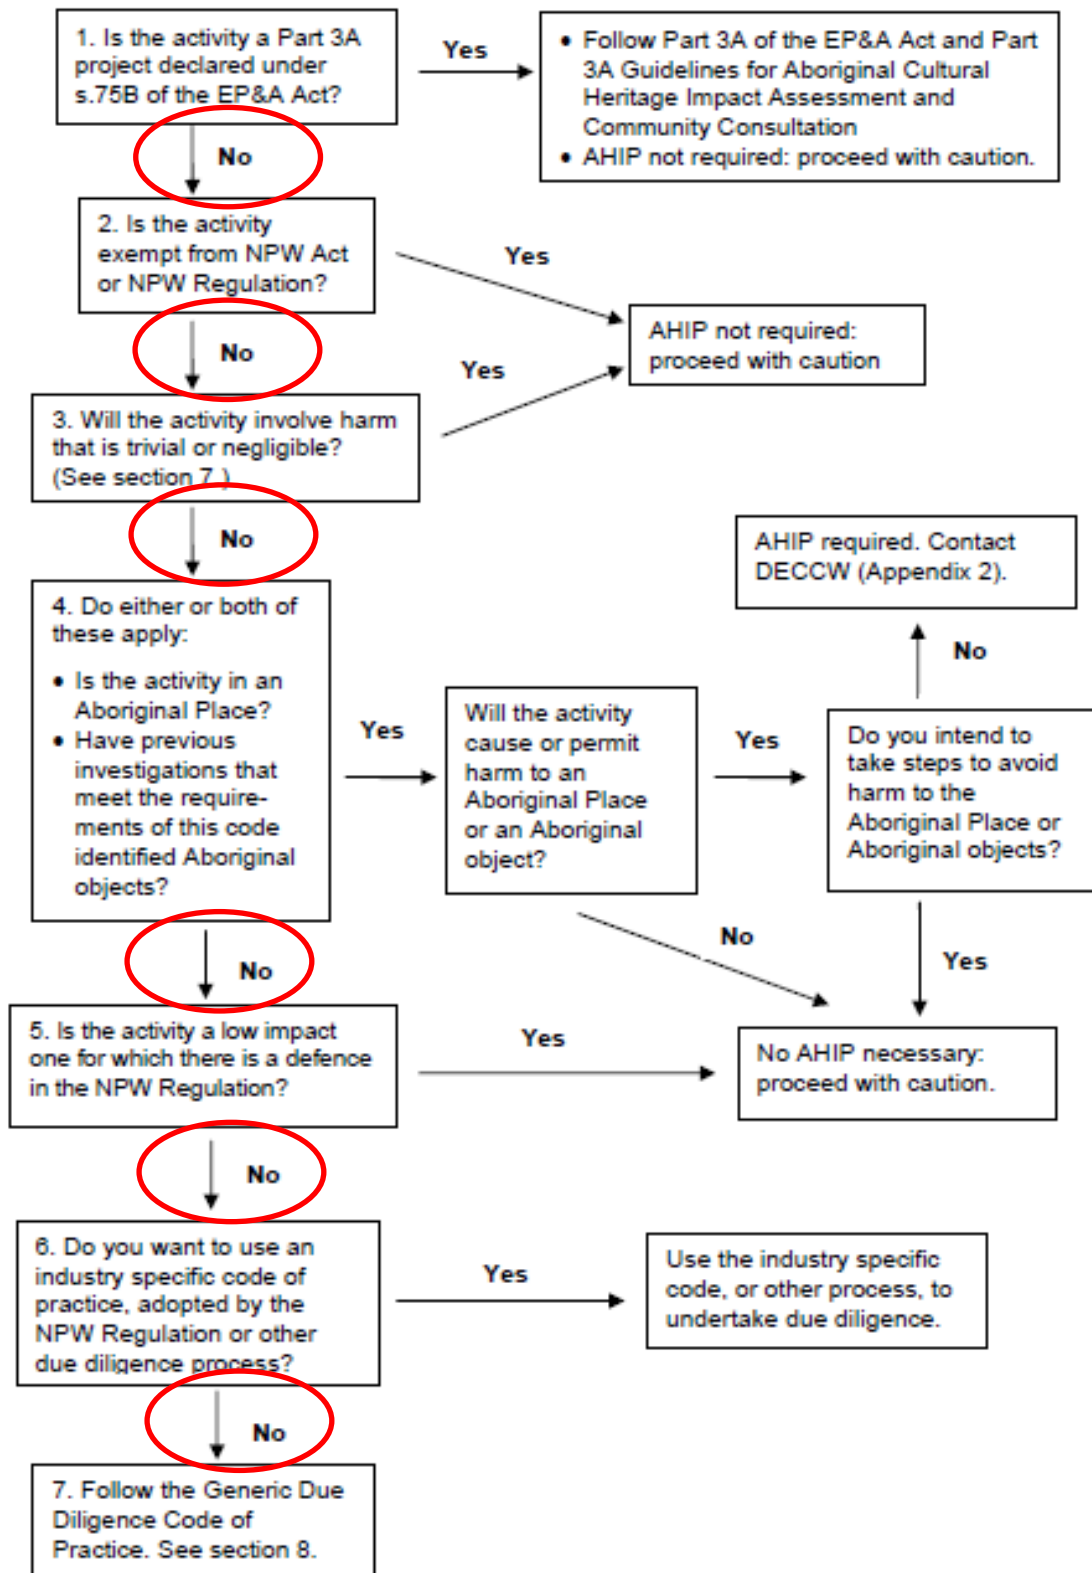 1. Is the activity a Part 3A
project declared under
s.75B of the EP&A Act?
Yes
• Follow Part 3A of the EP&A Act and Part
3A Guidelines for Aboriginal Cultural
Heritage Impact Assessment and
Community Consultation
• AHIP not required: proceed with caution.
No
2. Is the activity
exempt from NPW Act
or NPW Regulation?
Yes
AHIP not required:
proceed with caution
No
Yes
3. Will the activity involve harm
that is trivial or negligible?
(See section 7.)
No
AHIP required. Contact
DECCW (Appendix 2).
No
4. Do either or both of
these apply:
• Is the activity in an
Aboriginal Place?
• Have previous
investigations that
meet the require-
ments of this code
identified Aboriginal
objects?
Yes
Will the activity
cause or permit
harm to an
Aboriginal Place
or an Aboriginal
object?
Yes
Do you intend to
take steps to avoid
harm to the
Aboriginal Place or
Aboriginal objects?
No
Yes
No
5. Is the activity a low impact
one for which there is a defence
in the NPW Regulation?
Yes
No AHIP necessary:
proceed with caution.
No
6. Do you want to use an
industry specific code of
practice, adopted by the
NPW Regulation or other
due diligence process?
Yes
Use the industry specific
code, or other process, to
undertake due diligence.
No
7. Follow the Generic Due
Diligence Code of
Practice. See section 8.